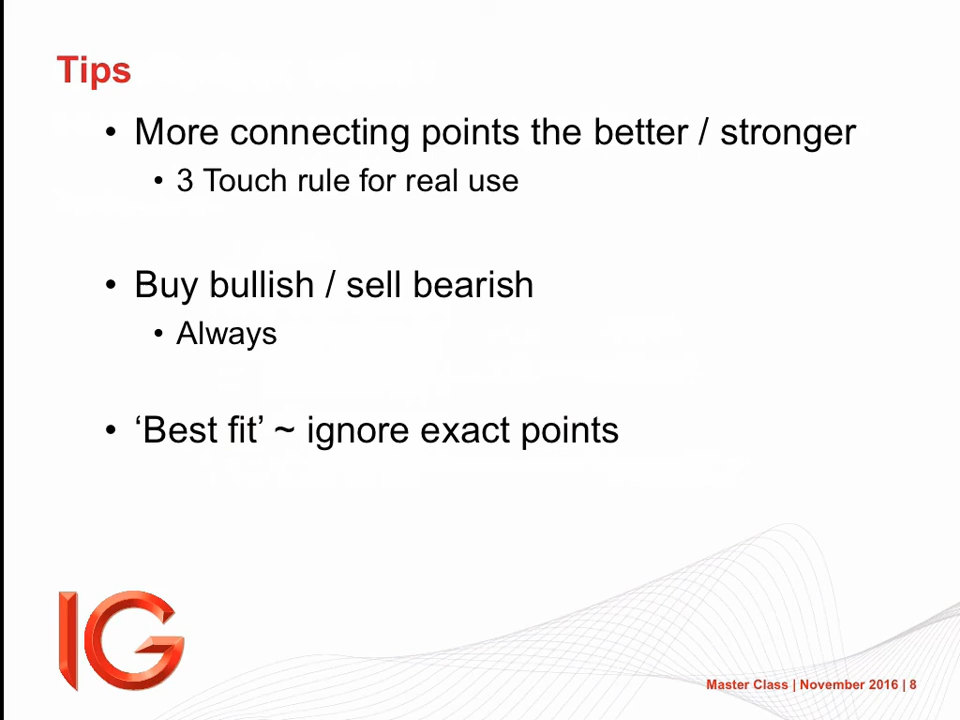 Tips
• More connecting points the better / stronger
• 3 Touch rule for real use
• Buy bullish / sell bearish
• Always
• ‘Best fit’ ~ ignore exact points
IG
Master Class | November 2016 | 8